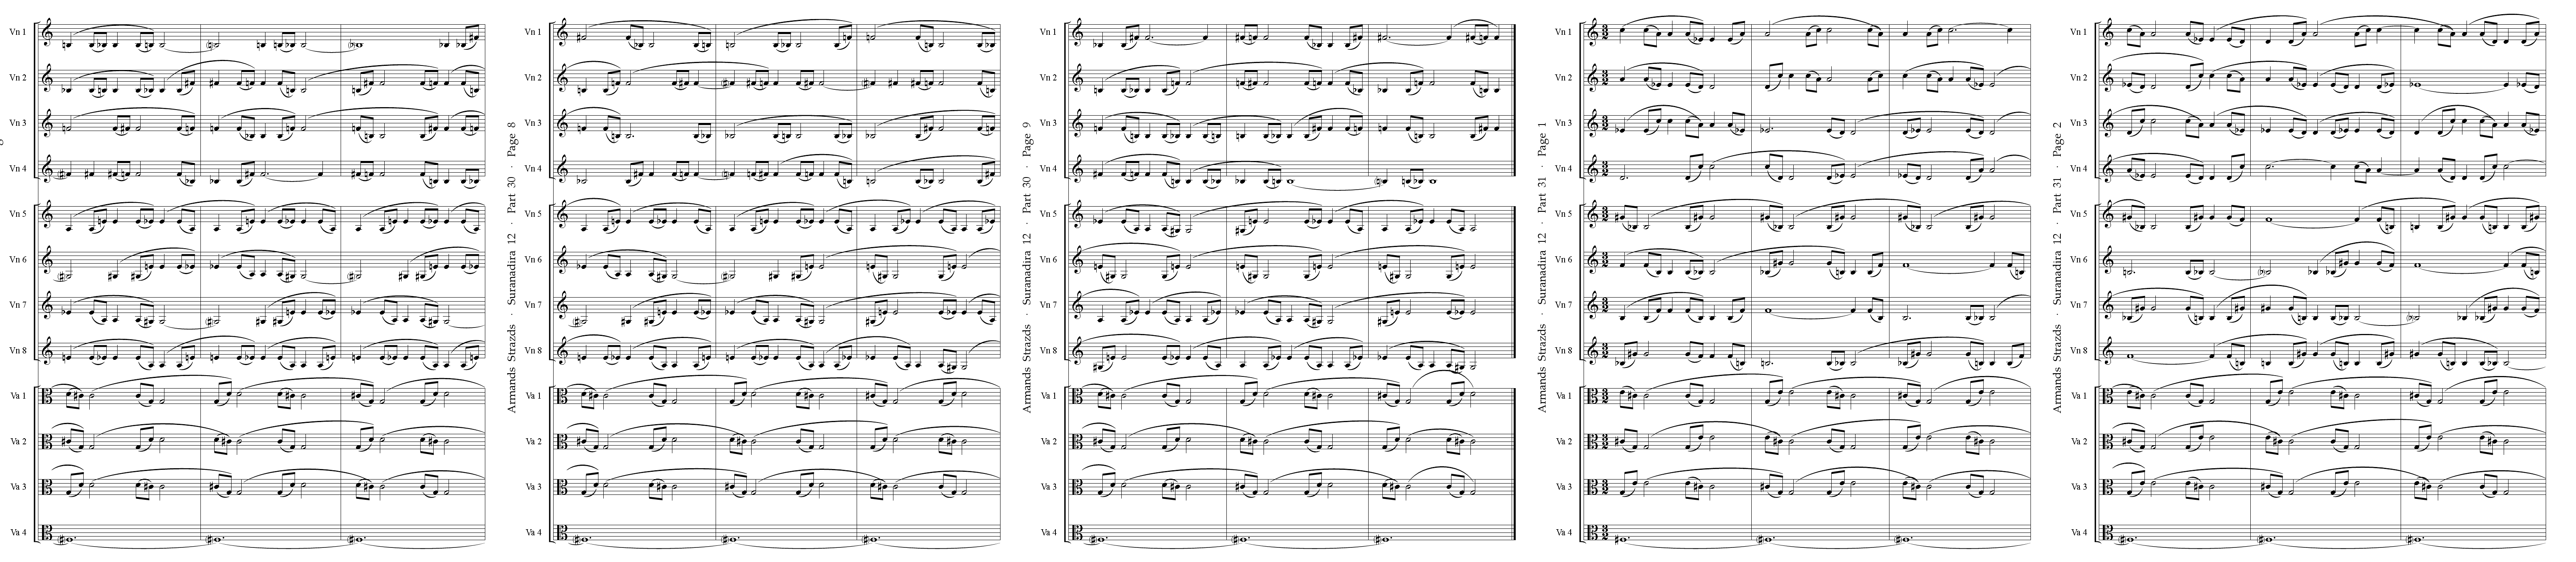 Vn 1
Vn 2
Vn 3
Vn 4
Vn 5
Vn 6
Vn 7
Vn 8
Va 1
Va 2
Va 3
Va 4
Armands Strazds · Suranadira 12 · Part 30 · Page 8
Vn 1
Vn 2
Vn 3
Vn 4
Vn 5
Vn 6
Vn 7
Vn 8
Va 1
Va 2
Va 3
Va 4
Armands Strazds · Suranadira 12 · Part 30 · Page 9
Vn 1
Vn 2
Vn 3
Vn 4
Vn 5
Vn 6
Vn 7
Vn 8
Va 1
Va 2
Va 3
Va 4
Armands Strazds · Suranadira 12 · Part 31 · Page 1
Vn 1
Vn 2
Vn 3
Vn 4
Vn 5
Vn 6
Vn 7
Vn 8
Va 1
Va 2
Va 3
Va 4
Armands Strazds · Suranadira 12 · Part 31 · Page 2
Vn 1
Vn 2
Vn 3
Vn 4
Vn 5
Vn 6
Vn 7
Vn 8
Va 1
Va 2
Va 3
Va 4